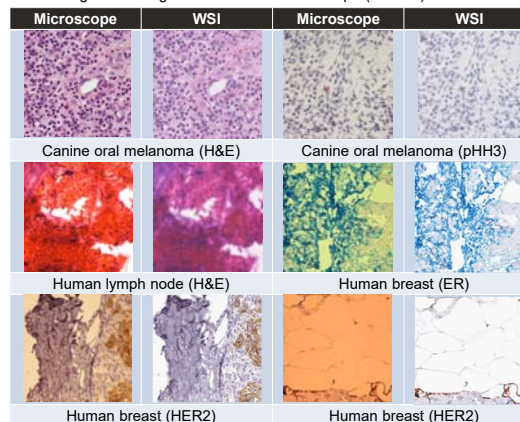 Microscope WSI Microscope WSI
Canine oral melanoma (H&E) Canine oral melanoma (pHH3)
Human lymph node (H&E) Human breast (ER)
Human breast (HER2) Human breast (HER2)